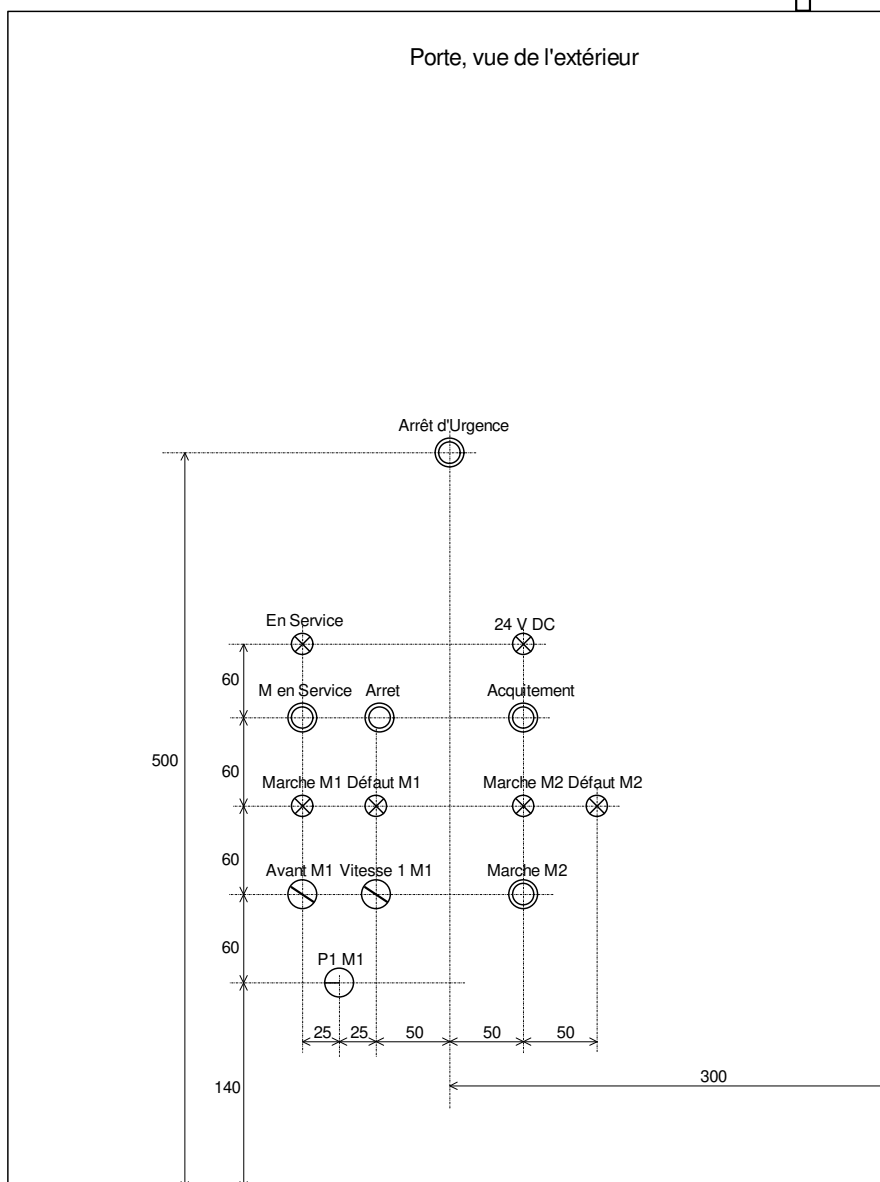 Porte, vue de l'extérieur
Arrêt d'Urgence
En Service 24 V DC
60
M en Service Arret Acquitement
500
60
Marche M1 Défaut M1 Marche M2 Défaut M2
60
Avant M1 Vitesse 1 M1 Marche M2
60
P1 M1
25 25 50 50 50
140 300